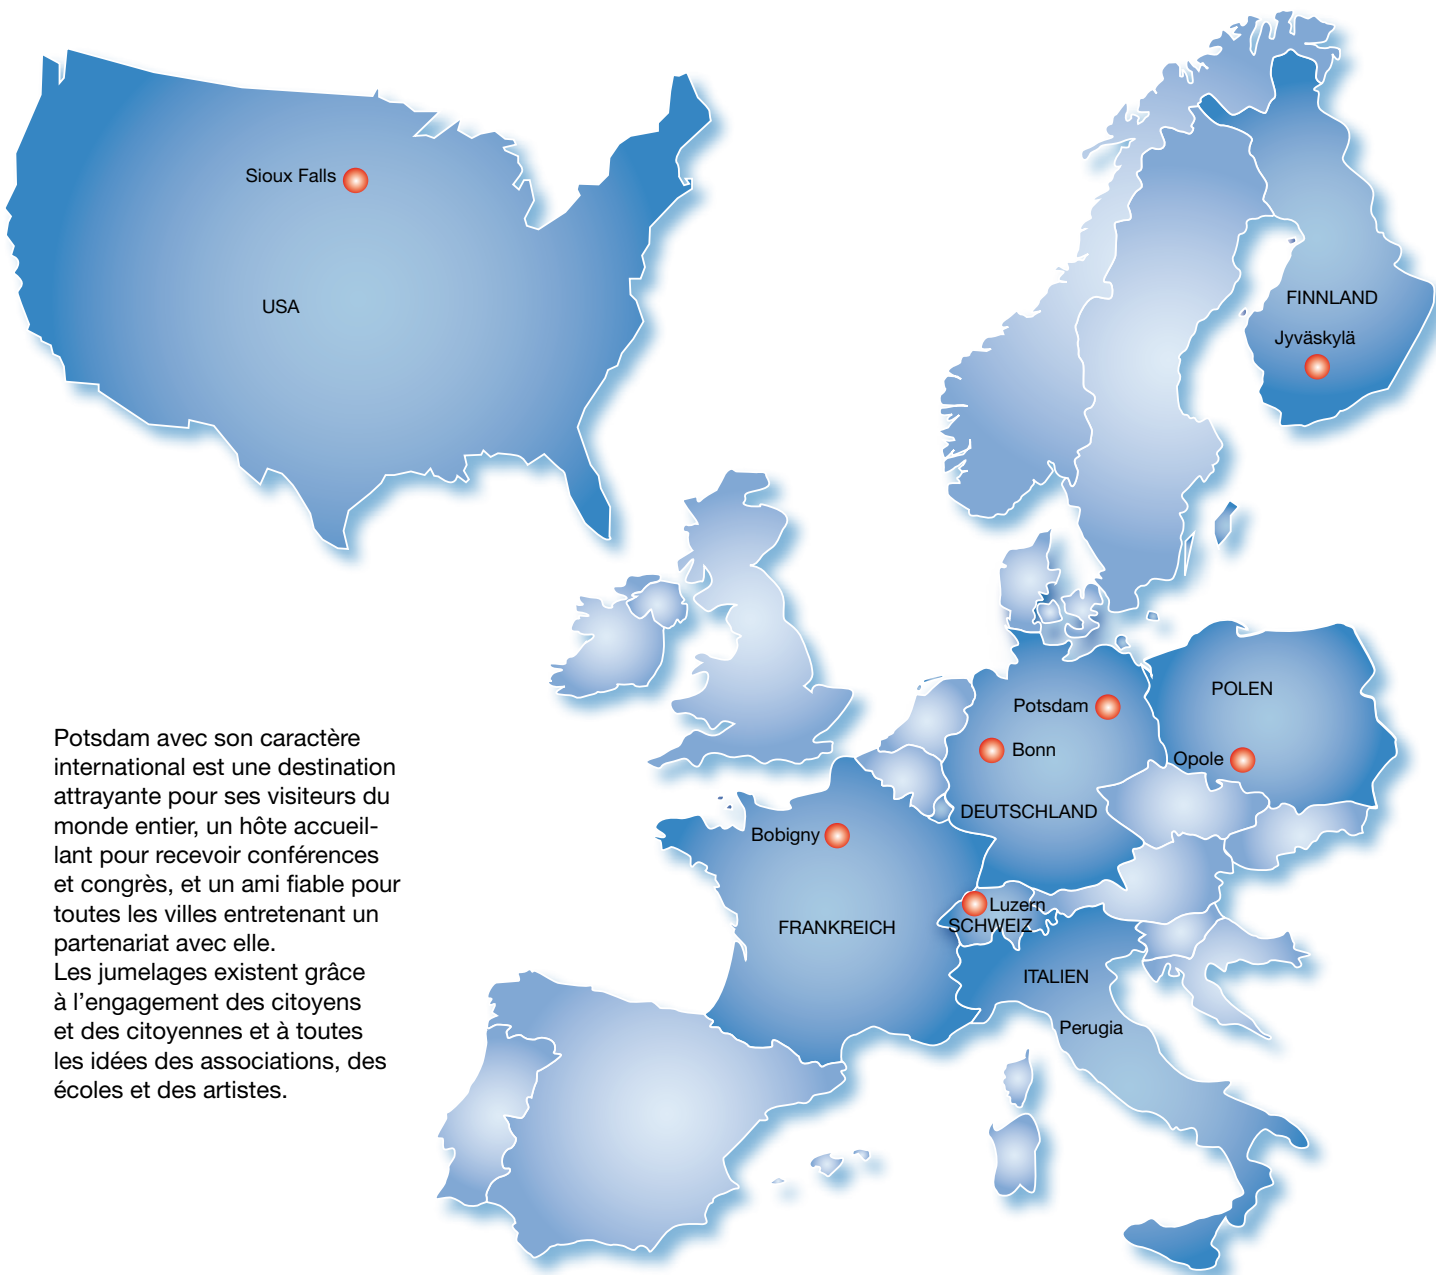 Sioux Falls
USA
FINNLAND
Jyväskylä
POLEN
Potsdam
Bonn
Opole
DEUTSCHLAND
Bobigny
Luzern
SCHWEIZ
FRANKREICH
ITALIEN
Perugia
Potsdam avec son caractère
international est une destination
attrayante pour ses visiteurs du
monde entier, un hôte accueil-
lant pour recevoir conférences
et congrès, et un ami fiable pour
toutes les villes entretenant un
partenariat avec elle.
Les jumelages existent grâce
à l’engagement des citoyens
et des citoyennes et à toutes
les idées des associations, des
écoles et des artistes.